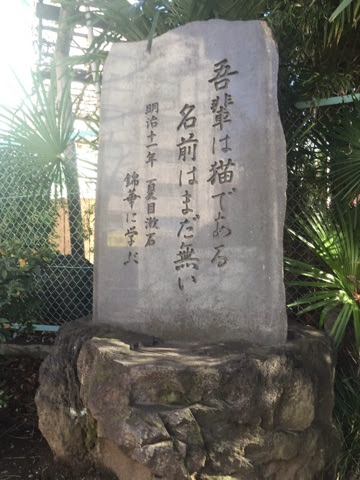 吾輩は猫である
名前はまだ無い
明治十一年 夏目漱石
錦華に学ぶ